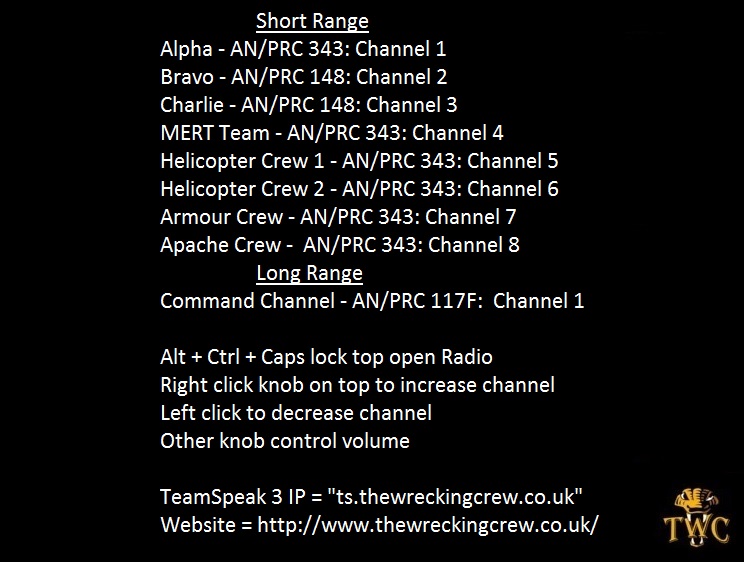 Short Range
Alpha - AN/PRC 343: Channel 1
Bravo - AN/PRC 148: Channel 2
Charlie - AN/PRC 148: Channel 3
MERT Team - AN/PRC 343: Channel 4
Helicopter Crew 1 - AN/PRC 343: Channel 5
Helicopter Crew 2 - AN/PRC 343: Channel 6
Armour Crew - AN/PRC 343: Channel 7
Apache Crew -  AN/PRC 343: Channel 8
Long Range
Command Channel - AN/PRC 117F:  Channel 1
Alt + Ctrl + Caps lock top open Radio
Right click knob on top to increase channel
Left click to decrease channel
Other knob control volume
TeamSpeak 3 IP = "ts.thewreckingcrew.co.uk"
Website = http://www.thewreckingcrew.co.uk/
TWC